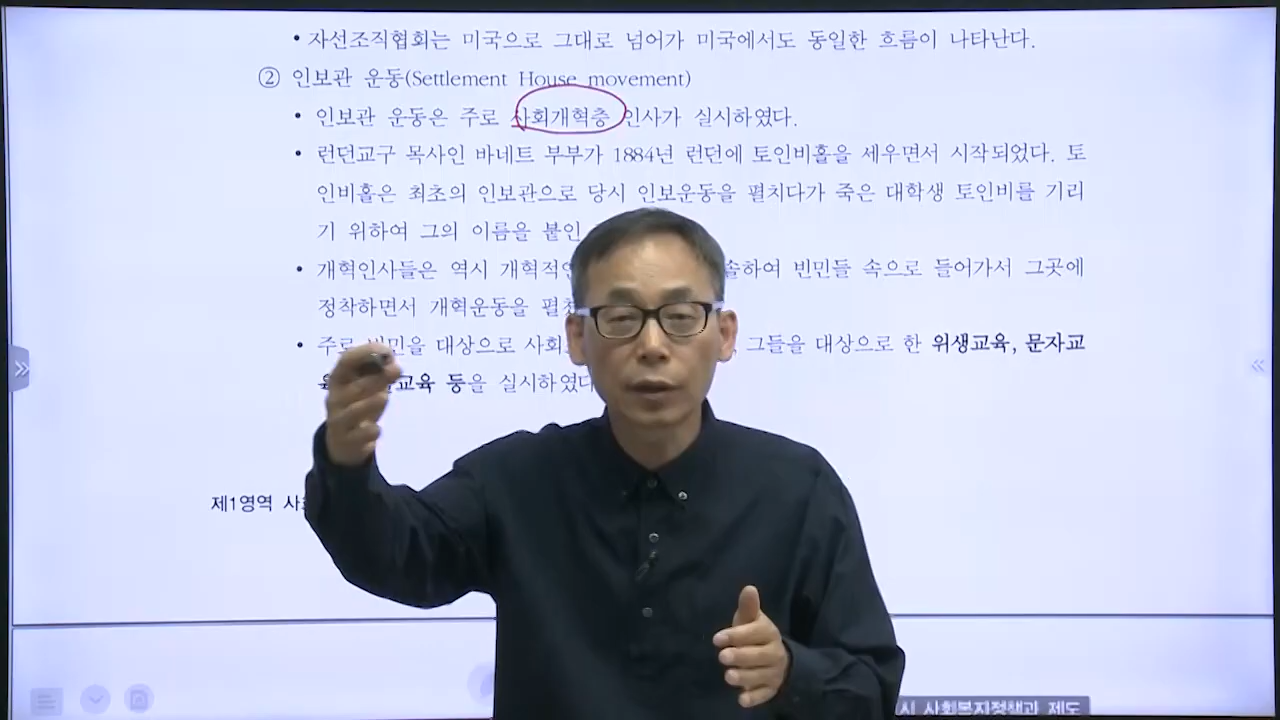 • 자선조직협회는 미국으로 그대로 넘어가 미국에서도 동일한 흐름이 나타난다.
② 인보관 운동(Settlement House movement)
• 인보관 운동은 주로 사회개혁층 인사가 실시하였다.
• 런던교구 목사인 바네트 부부가 1884년 런던에 토인비홀을 세우면서 시작되었다. 토
인비홀은 최초의 인보관으로 당시 인보운동을 펼치다가 죽은 대학생 토인비를 기리
기 위하여 그의 이름을 붙인
• 개혁인사들은 역시 개혁적인 솔하여 빈민들 속으로 들어가서 그곳에
정착하면서 개혁운동을 펼쳤
• 주로 빈민을 대상으로 사회 그들을 대상으로 한 위생교육, 문자교
교육 등을 실시하였다
제1영역 사회
시 사회복지정책과 제도